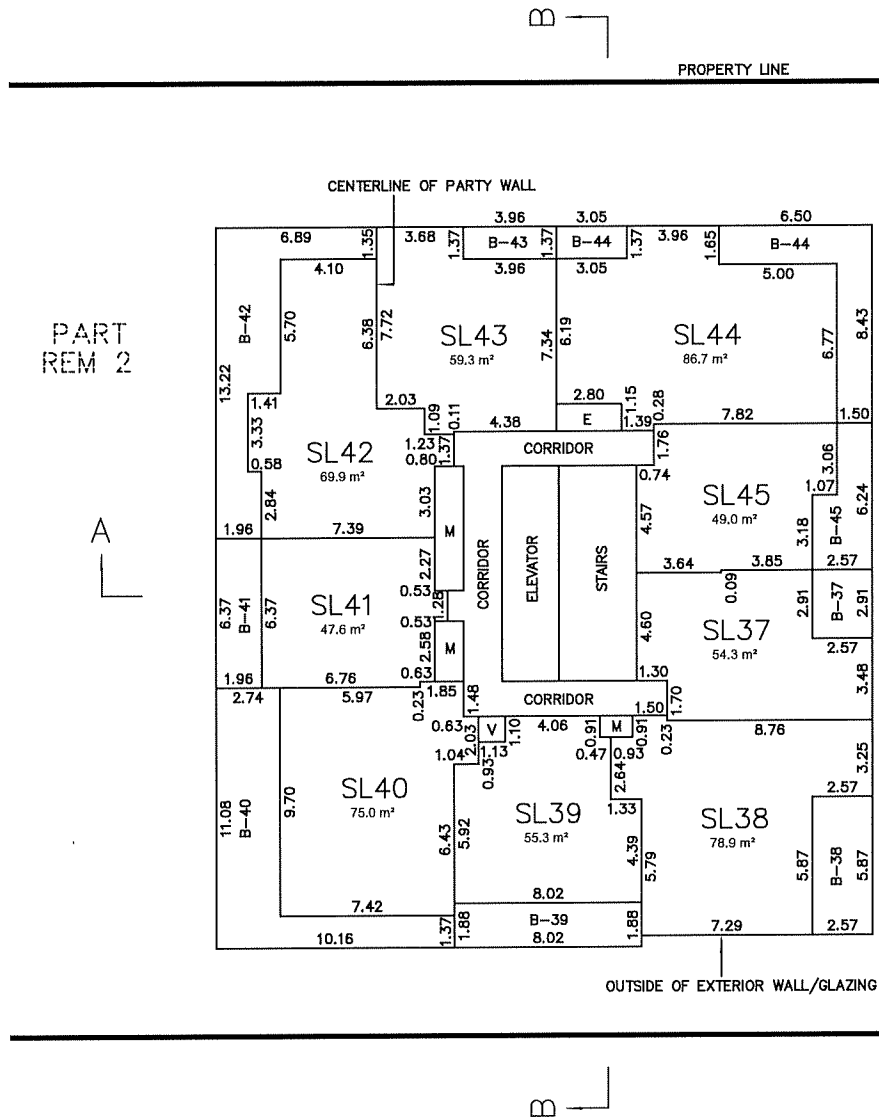 B
PROPERTY LINE
CENTERLINE OF PARTY WALL
3.96 3.05 6.50
6.89 1.35 3.68 1.37 B-43 1.37 B-44 1.37 3.96 1.65 B-44
4.10 3.96 3.05 5.00
PART
REM 2
B-42 5.70 6.38 7.72 SL43 7.34 6.19 SL44 6.77 8.43
59.3 m² 86.7 m²
13.22
1.41 2.03 2.80
3.33 1.09 0.11 4.38 E 1.15 1.39 0.28 7.82 1.50
SL42 1.23 1.37 CORRIDOR 1.76
69.9 m² 0.80
0.58 0.74 SL45 3.06
2.84 3.03 4.57 49.0 m² 1.07 6.24
A
M
1.96 7.39 3.18 B-45
CORRIDOR ELEVATOR STAIRS
2.27 3.64 0.09 3.85 2.57
6.37 B-41 6.37 SL41 0.53 1.28 2.91 B-37 2.91
47.6 m² 0.53 4.60 SL37
2.58 M 54.3 m² 2.57
1.96 6.76 0.63 1.30 3.48
2.74 5.97 0.23 1.85 1.48 CORRIDOR 1.70
0.63 V 1.10 4.06 0.91 M 0.91 1.50 0.23 8.76
2.03 1.13 0.47 0.93
1.04 0.93 2.64 3.25
2.57
11.08 B-40 9.70 SL40 1.33
75.0 m² SL39 SL38
6.43 5.92 55.3 m² 4.39 5.79 78.9 m² 5.87 B-38 5.87
7.42 8.02
1.37 1.88 B-39 1.88
10.16 8.02 7.29 2.57
OUTSIDE OF EXTERIOR WALL/GLAZING
B